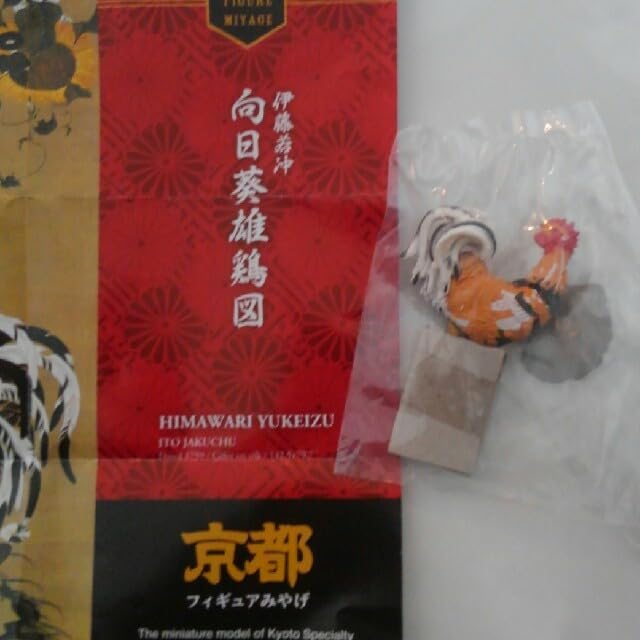 FIGURE
MIYAGE
伊藤若冲
向日葵雄鶏図
HIMAWARI YUKEIZU
ITO JAKUCHU
京都
フィギュアみやげ
The miniature model of Kyoto Specialty